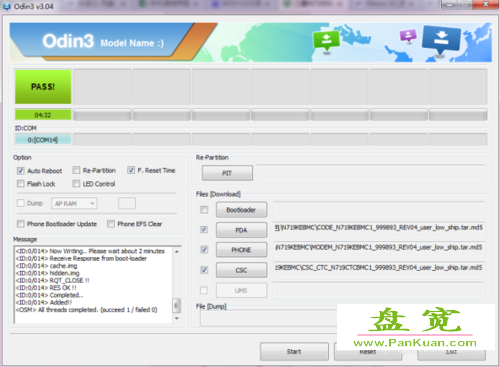 Odin3 v3.04
Odin3 Model Name :)
PASS!
04:32
ID:COM
0:[COM14]
Option
Auto Reboot Re-Partition F. Reset Time
Flash Lock LED Control
Dump AP RAM
Phone Bootloader Update Phone EFS Clear
Message
<ID:0/014> Now Writing.. Please wait about 2 minutes
<ID:0/014> Receive Response from boot-loader
<ID:0/014> cache.img
<ID:0/014> hidden.img
<ID:0/014> RQT_CLOSE !!
<ID:0/014> RES OK !!
<ID:0/014> Completed...
<ID:0/014> Added!!
<OSM> All threads completed. (succeed 1 / failed 0)
Re-Partition
PIT
Files [Download]
Bootloader
PDA \N719KEBMC\CODE_N719KEBMC1_999893_REV04_user_low_ship.tar.md5
PHONE \N719KEBMC\MODEM_N719KEBMC1_999893_REV04_user_low_ship.tar.md5
CSC 19KEBMC\CSC_CTC_N719CTCBMC1_999893_REV04_user_low_ship.tar.md5
UMS
File [Dump]
Start Reset Exit
盘宽
www.PanKuan.com